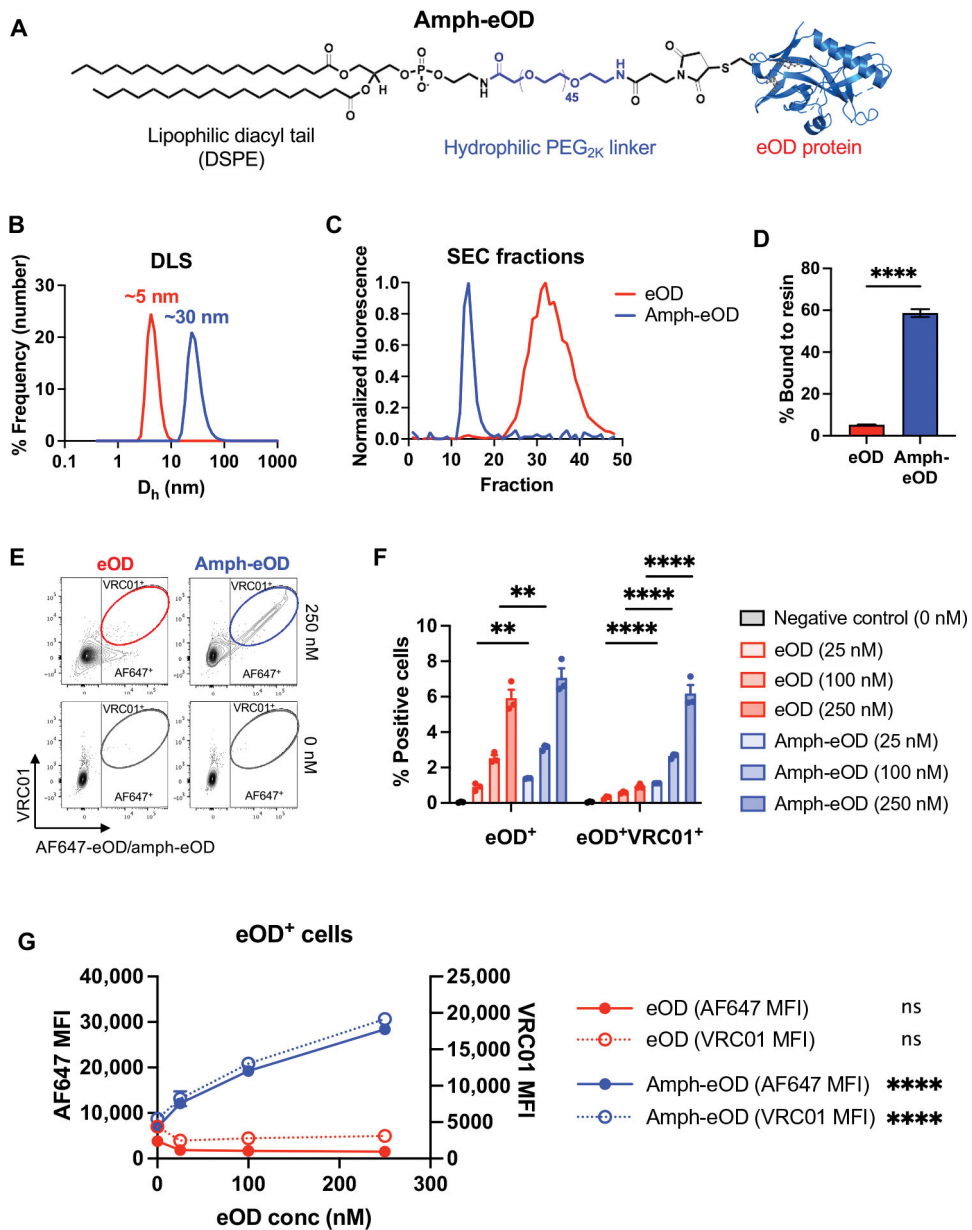 A
Amph-eOD
O
O
H
O
O
O
P
O
O
O-
N
H
O
O
O
45
H
N
O
N
O
O
S
Lipophilic diacyl tail
(DSPE)
Hydrophilic PEG2K linker
eOD protein
B
DLS
% Frequency (number)
30
20
10
0
~5 nm
~30 nm
0.1
1
10
100
1000
Dh (nm)
C
SEC fractions
Normalized fluorescence
1.0
0.8
0.6
0.4
0.2
0.0
0
10
20
30
40
50
Fraction
eOD
Amph-eOD
D
% Bound to resin
80
60
40
20
0
****
eOD
Amph-
eOD
E
eOD
Amph-eOD
VRC01+
VRC01+
AF647+
AF647+
250 nM
VRC01+
VRC01+
AF647+
AF647+
0 nM
VRC01
AF647-eOD/amph-eOD
F
% Positive cells
10
8
6
4
2
0
**
**
****
****
****
eOD+
eOD+VRC01+
Negative control (0 nM)
eOD (25 nM)
eOD (100 nM)
eOD (250 nM)
Amph-eOD (25 nM)
Amph-eOD (100 nM)
Amph-eOD (250 nM)
G
eOD+ cells
AF647 MFI
40,000
30,000
20,000
10,000
0
25,000
20,000
15,000
10,000
5000
0
VRC01 MFI
0
100
200
300
eOD conc (nM)
eOD (AF647 MFI) ns
eOD (VRC01 MFI) ns
Amph-eOD (AF647 MFI) ****
Amph-eOD (VRC01 MFI) ****